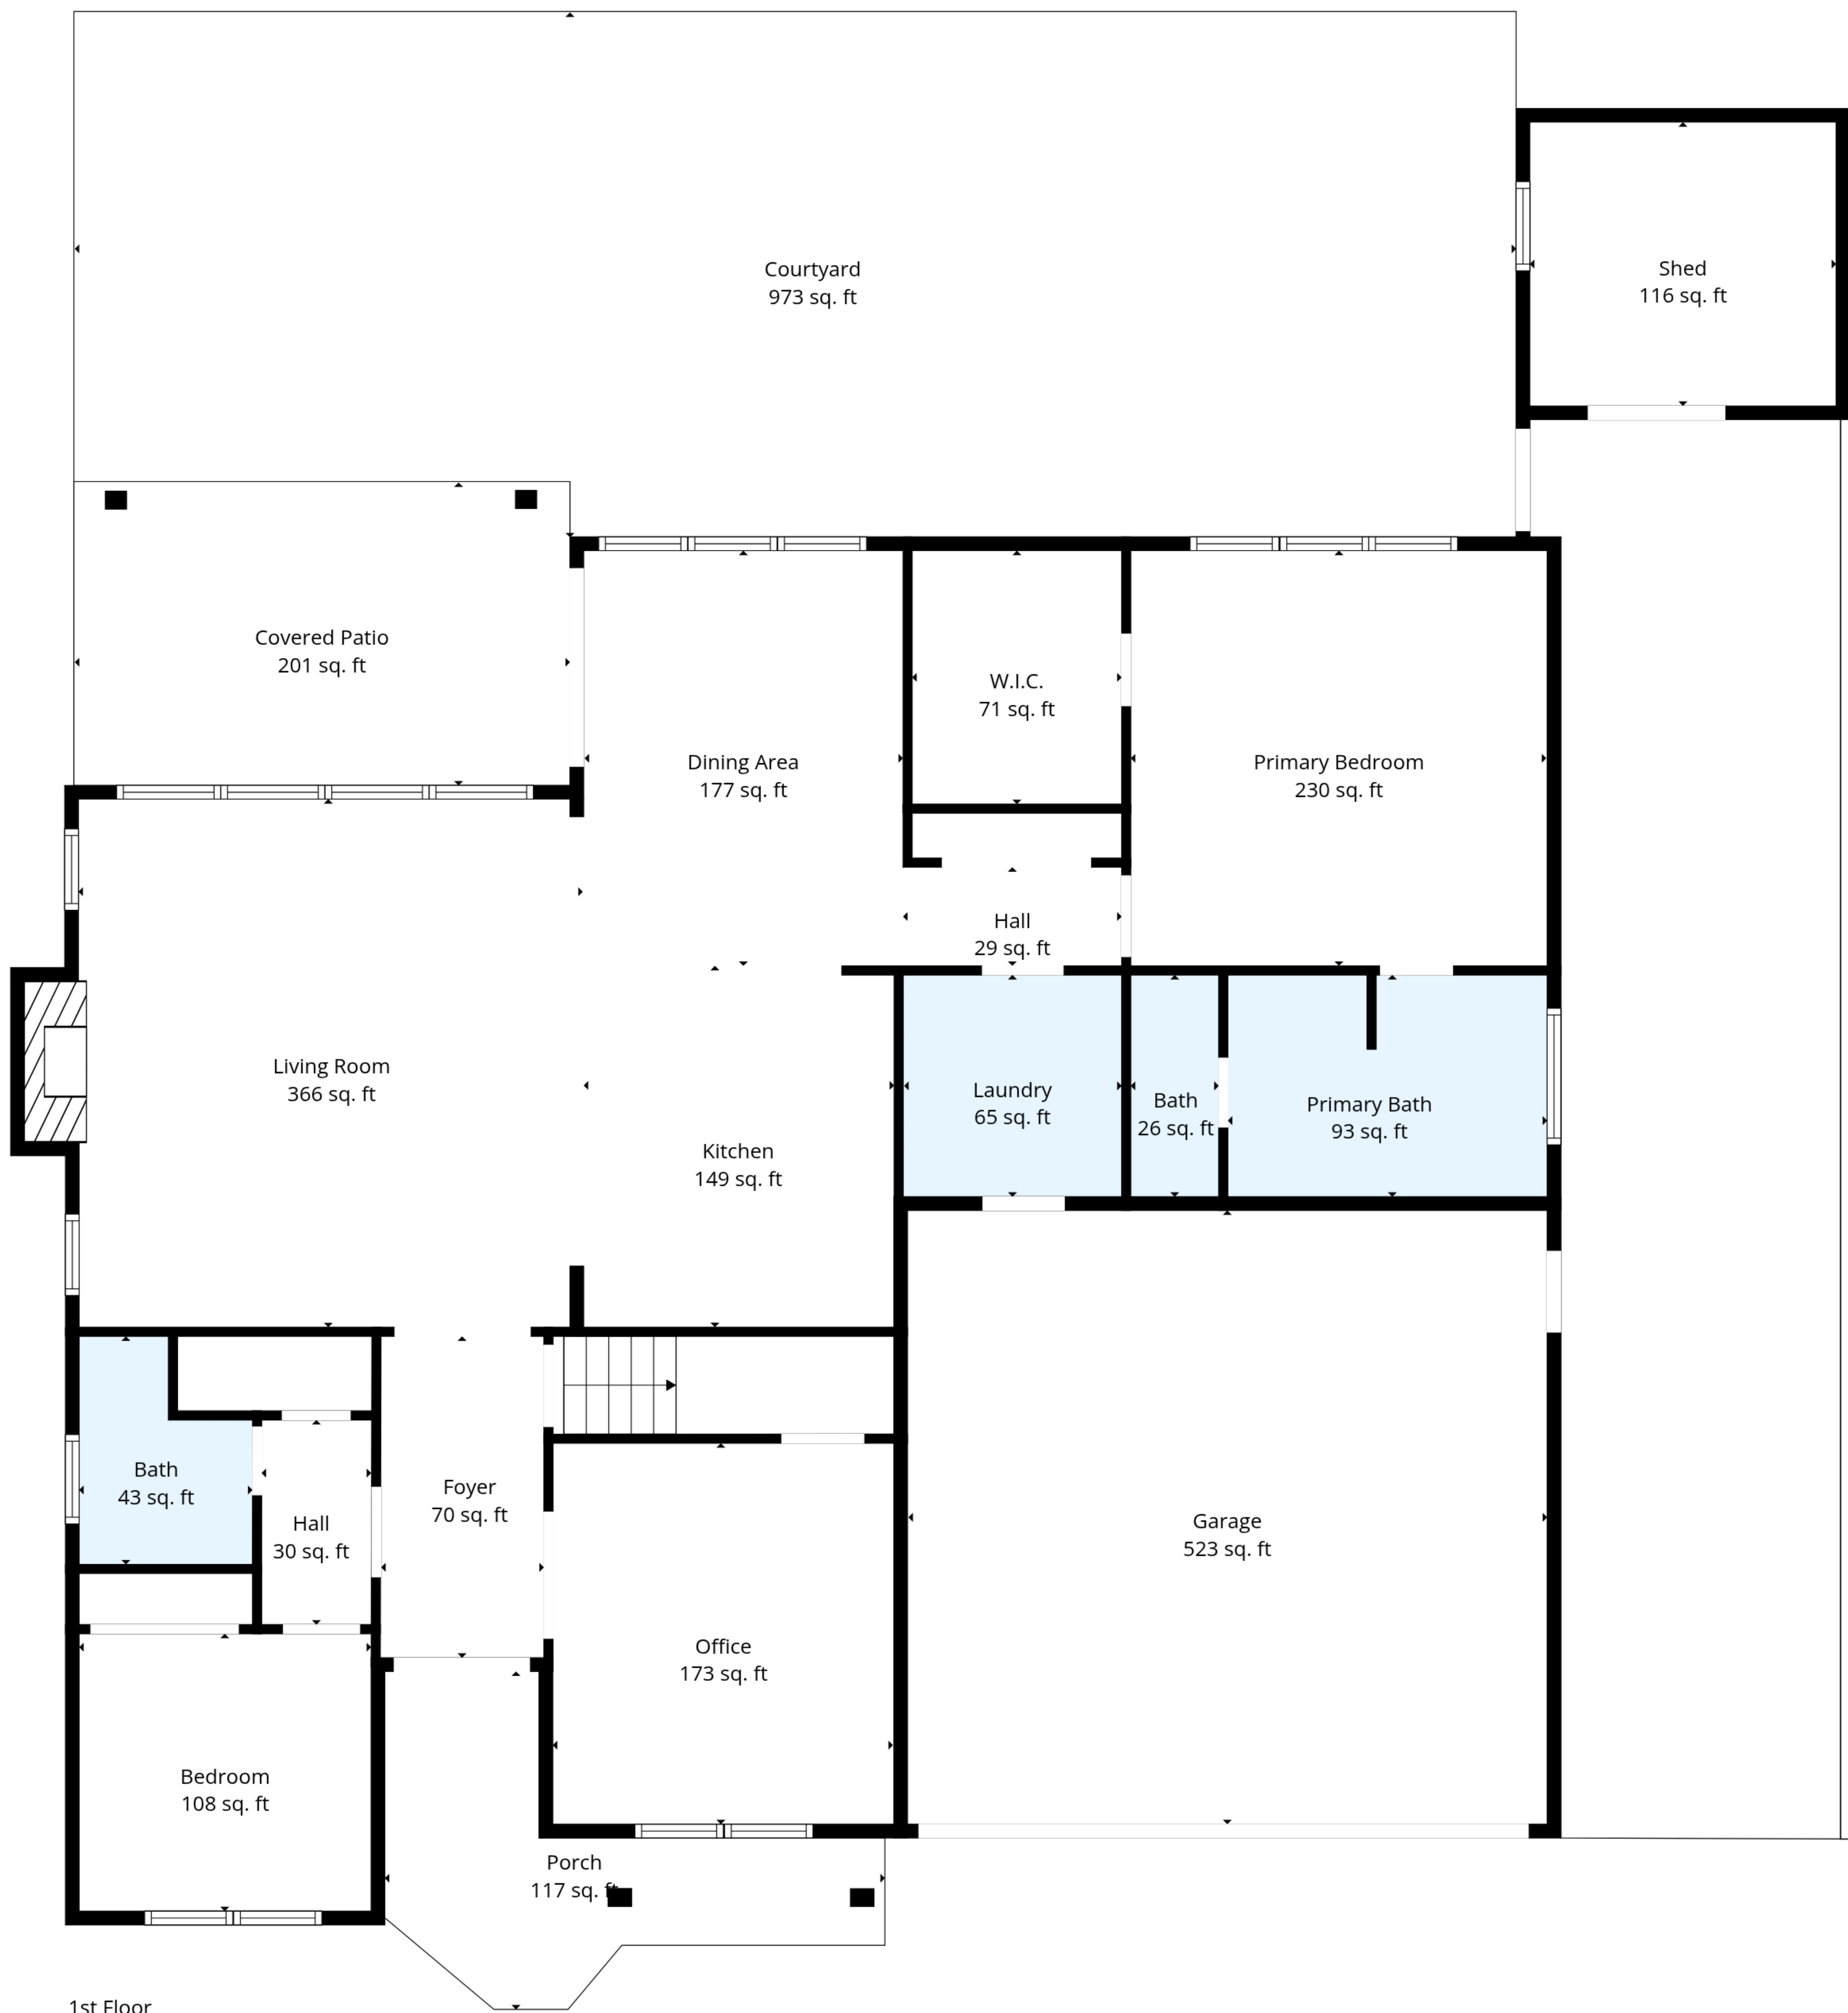 Courtyard
973 sq. ft
Shed
116 sq. ft
Covered Patio
201 sq. ft
W.I.C.
71 sq. ft
Dining Area
177 sq. ft
Primary Bedroom
230 sq. ft
Hall
29 sq. ft
Living Room
366 sq. ft
Laundry
65 sq. ft
Bath
26 sq. ft
Primary Bath
93 sq. ft
Kitchen
149 sq. ft
Bath
43 sq. ft
Foyer
70 sq. ft
Hall
30 sq. ft
Garage
523 sq. ft
Office
173 sq. ft
Bedroom
108 sq. ft
Porch
117 sq. ft
1st Floor